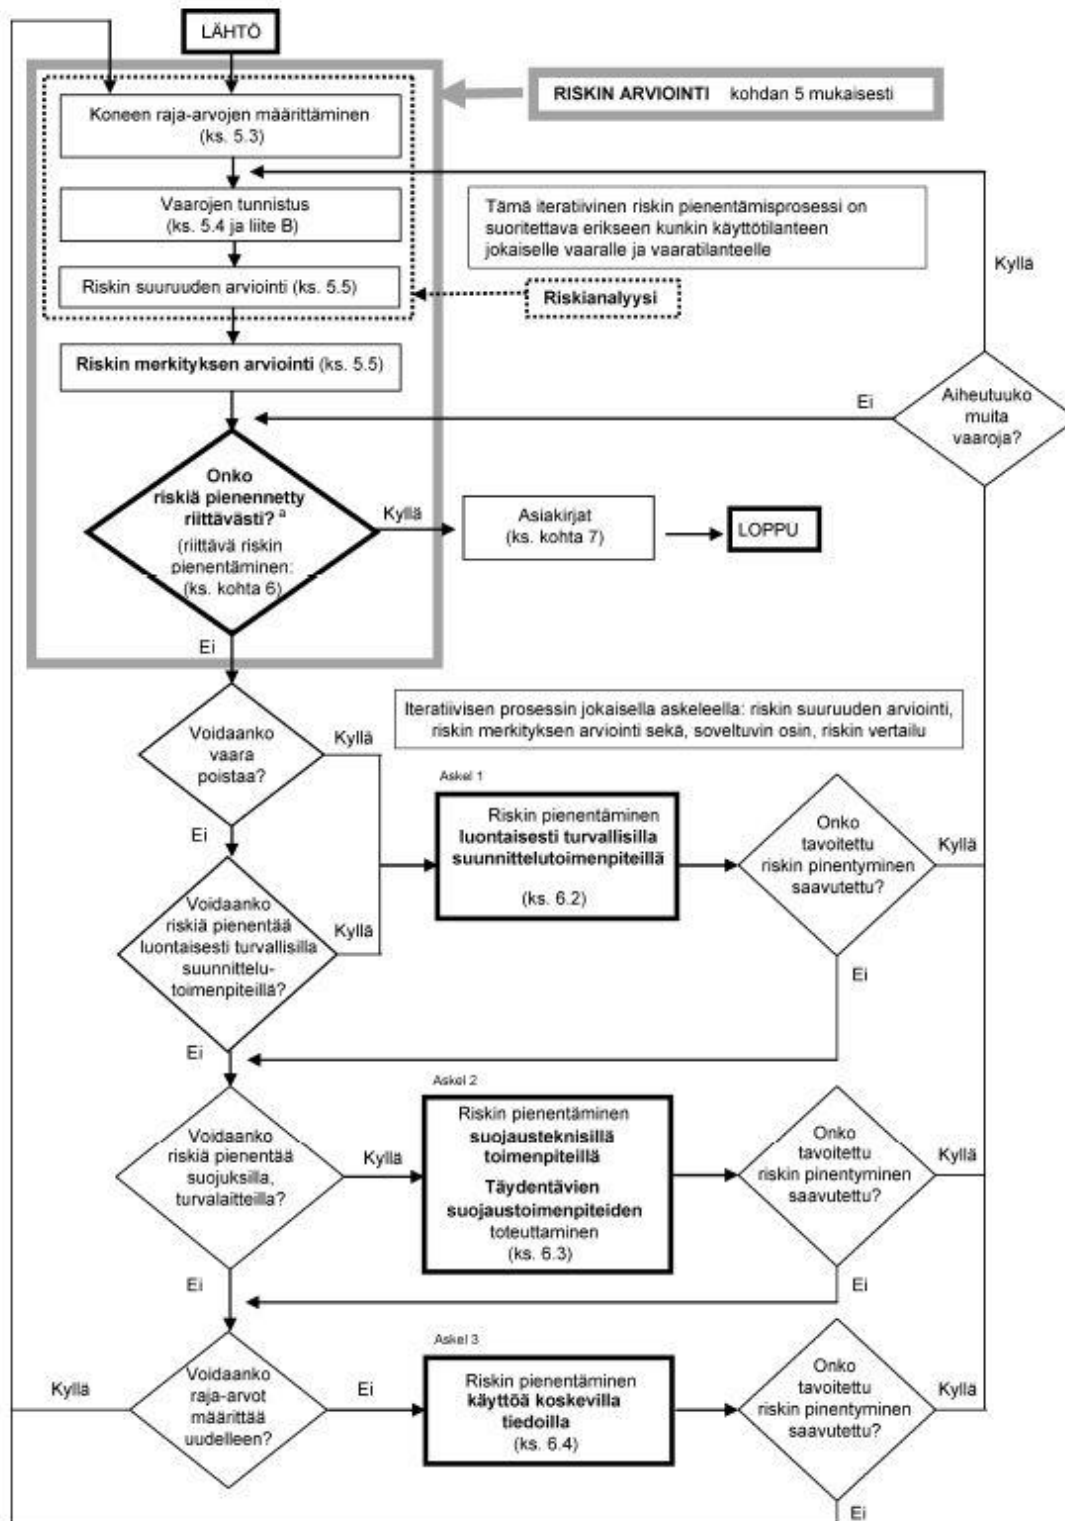 LÄHTÖ
RISKIN ARVIOINTI kohdan 5 mukaisesti
Koneen raja-arvojen määrittäminen
(ks. 5.3)
Vaarojen tunnistus
(ks. 5.4 ja liite B)
Tämä iteratiivinen riskin pienentämisprosessi on
suoritettava erikseen kunkin käyttötilanteen
jokaiselle vaaralle ja vaaratilanteelle
Kyllä
Riskin suuruuden arviointi (ks. 5.5)
Riskianalyysi
Riskin merkityksen arviointi (ks. 5.5)
Ei
Aiheutuuko
muita
vaaroja?
Onko
riskiä pienennetty
riittävästi? a
(riittävä riskin
pienentäminen:
(ks. kohta 6)
Kyllä
Asiakirjat
(ks. kohta 7)
LOPPU
Ei
Voidaanko
vaara
poistaa?
Kyllä
Iteratiivisen prosessin jokaisella askeleella: riskin suuruuden arviointi,
riskin merkityksen arviointi sekä, soveltuvin osin, riskin vertailu
Ei
Askel 1
Riskin pienentäminen
luontaisesti turvallisilla
suunnittelutoimenpiteillä
(ks. 6.2)
Onko
tavoitettu
riskin pinentyminen
saavutettu?
Kyllä
Voidaanko
riskiä pienentää
luontaisesti turvallisilla
suunnittelu-
toimenpiteillä?
Kyllä
Ei
Ei
Askel 2
Voidaanko
riskiä pienentää
suojuksilla,
turvalaitteilla?
Kyllä
Riskin pienentäminen
suojausteknisillä
toimenpiteillä
Täydentävien
suojaustoimenpiteiden
toteuttaminen
(ks. 6.3)
Onko
tavoitettu
riskin pinentyminen
saavutettu?
Kyllä
Ei
Ei
Askel 3
Kyllä
Voidaanko
raja-arvot
määrittää
uudelleen?
Ei
Riskin pienentäminen
käyttöä koskevilla
tiedoilla
(ks. 6.4)
Onko
tavoitettu
riskin pinentyminen
saavutettu?
Kyllä
Ei